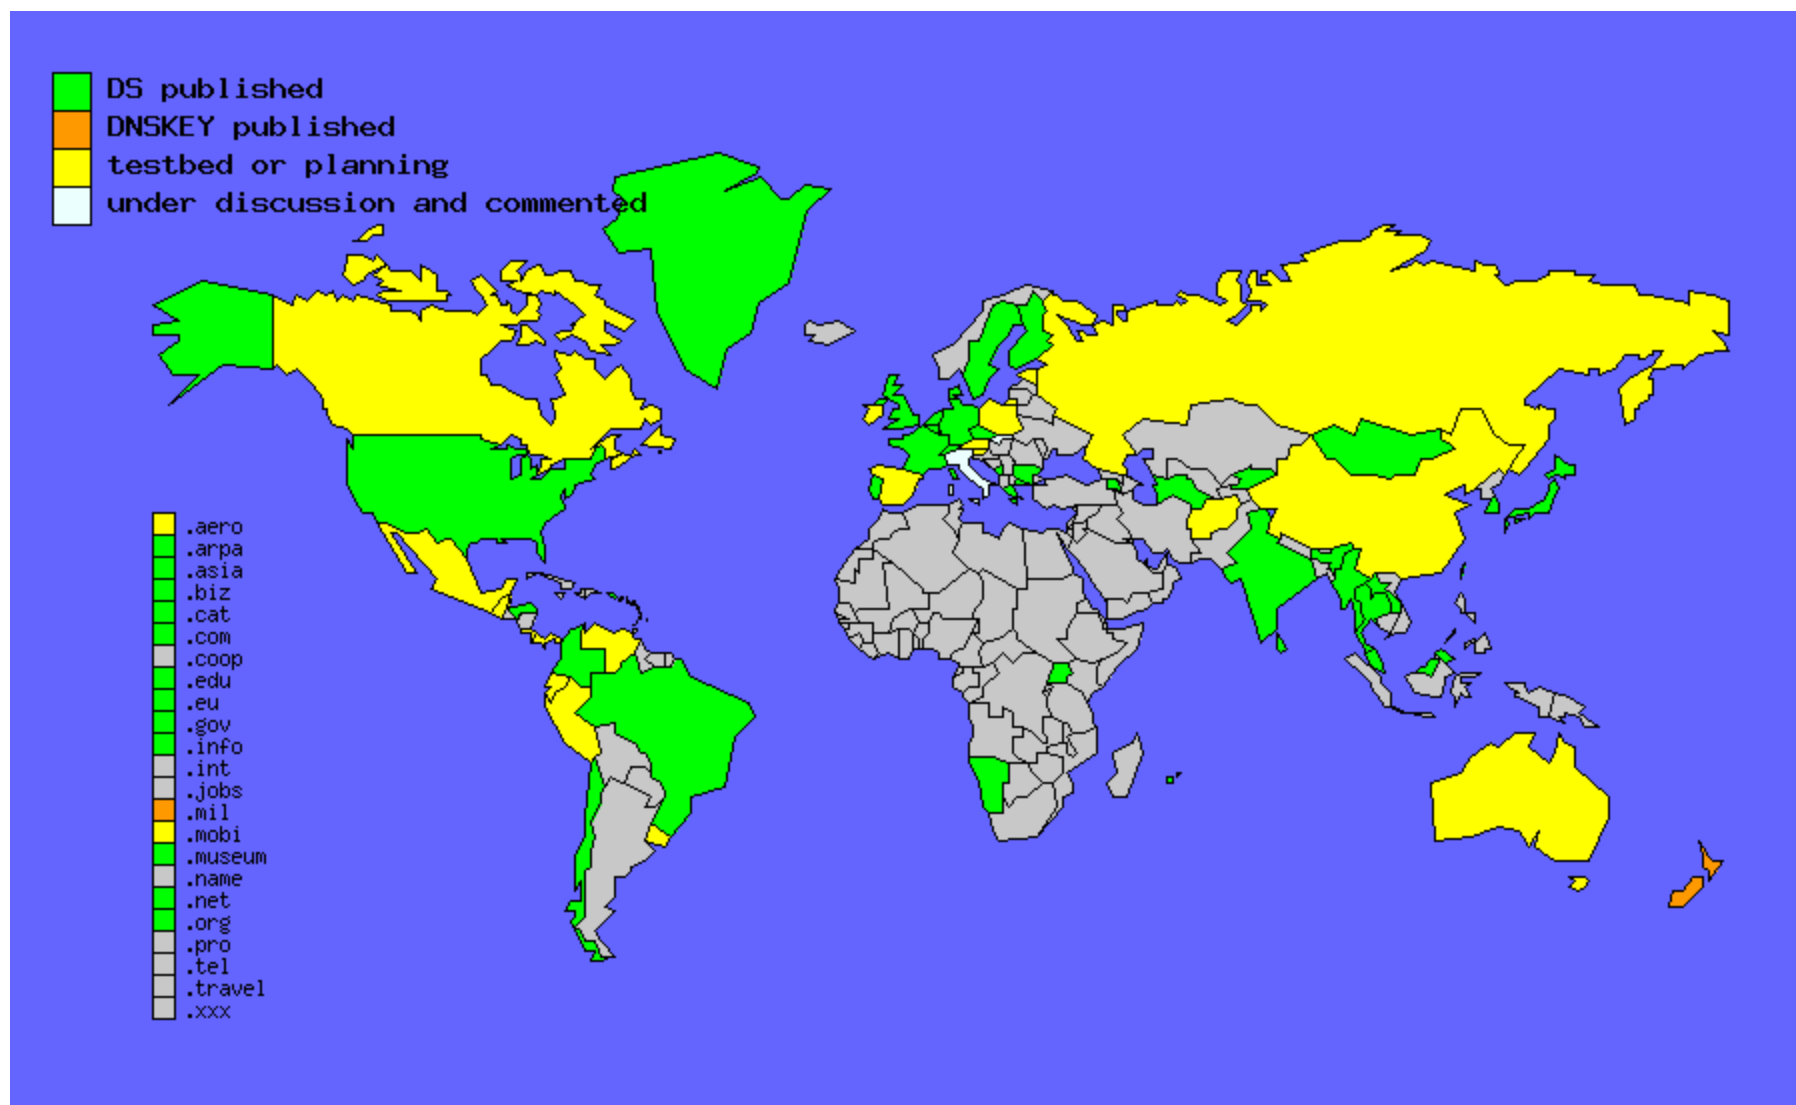 DS published
DNSKEY published
testbed or planning
under discussion and commented
.aero
.arpa
.asia
.biz
.cat
.com
.coop
.edu
.eu
.gov
.info
.int
.jobs
.mil
.mobi
.museum
.name
.net
.org
.pro
.tel
.travel
.xxx